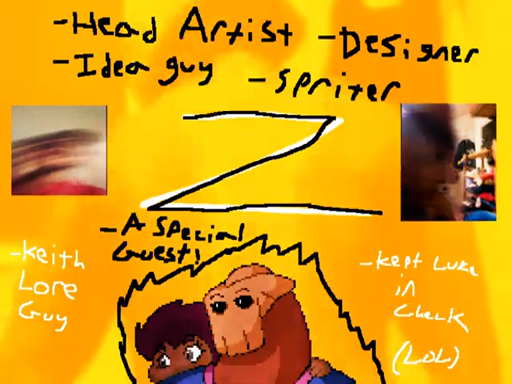 -Head Artist -Designer
-Idea guy -Spriter
Z
-A Special
Guest!
-Keith
Lore
Guy
-Kept Luke
in
Check
(LOL)